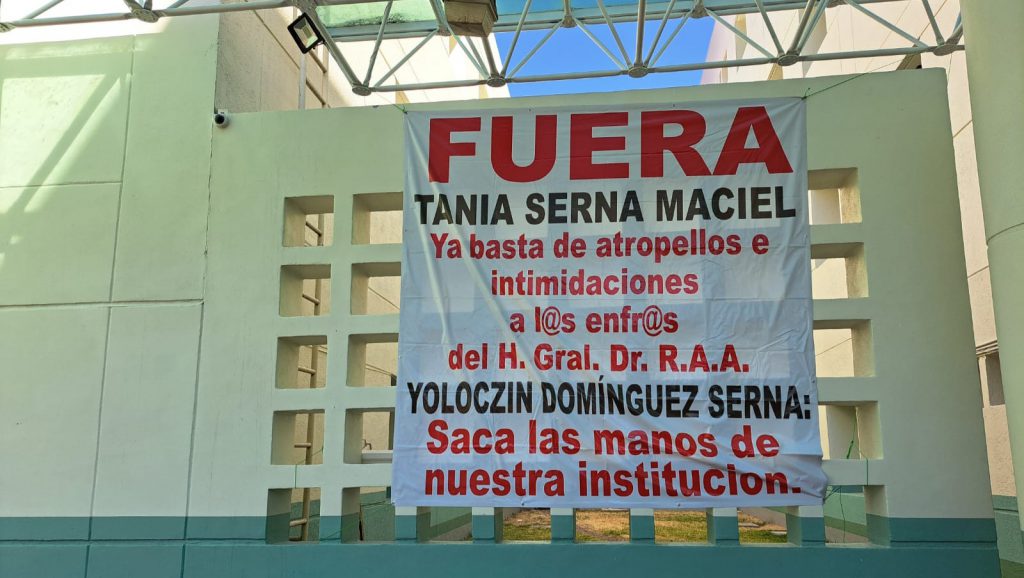 FUERA
TANIA SERNA MACIEL
Ya basta de atropellos e
intimidaciones
a l@s enfr@s
del H. Gral. Dr. R.A.A.
YOLOCZIN DOMÍNGUEZ SERNA:
Saca las manos de
nuestra institucion.